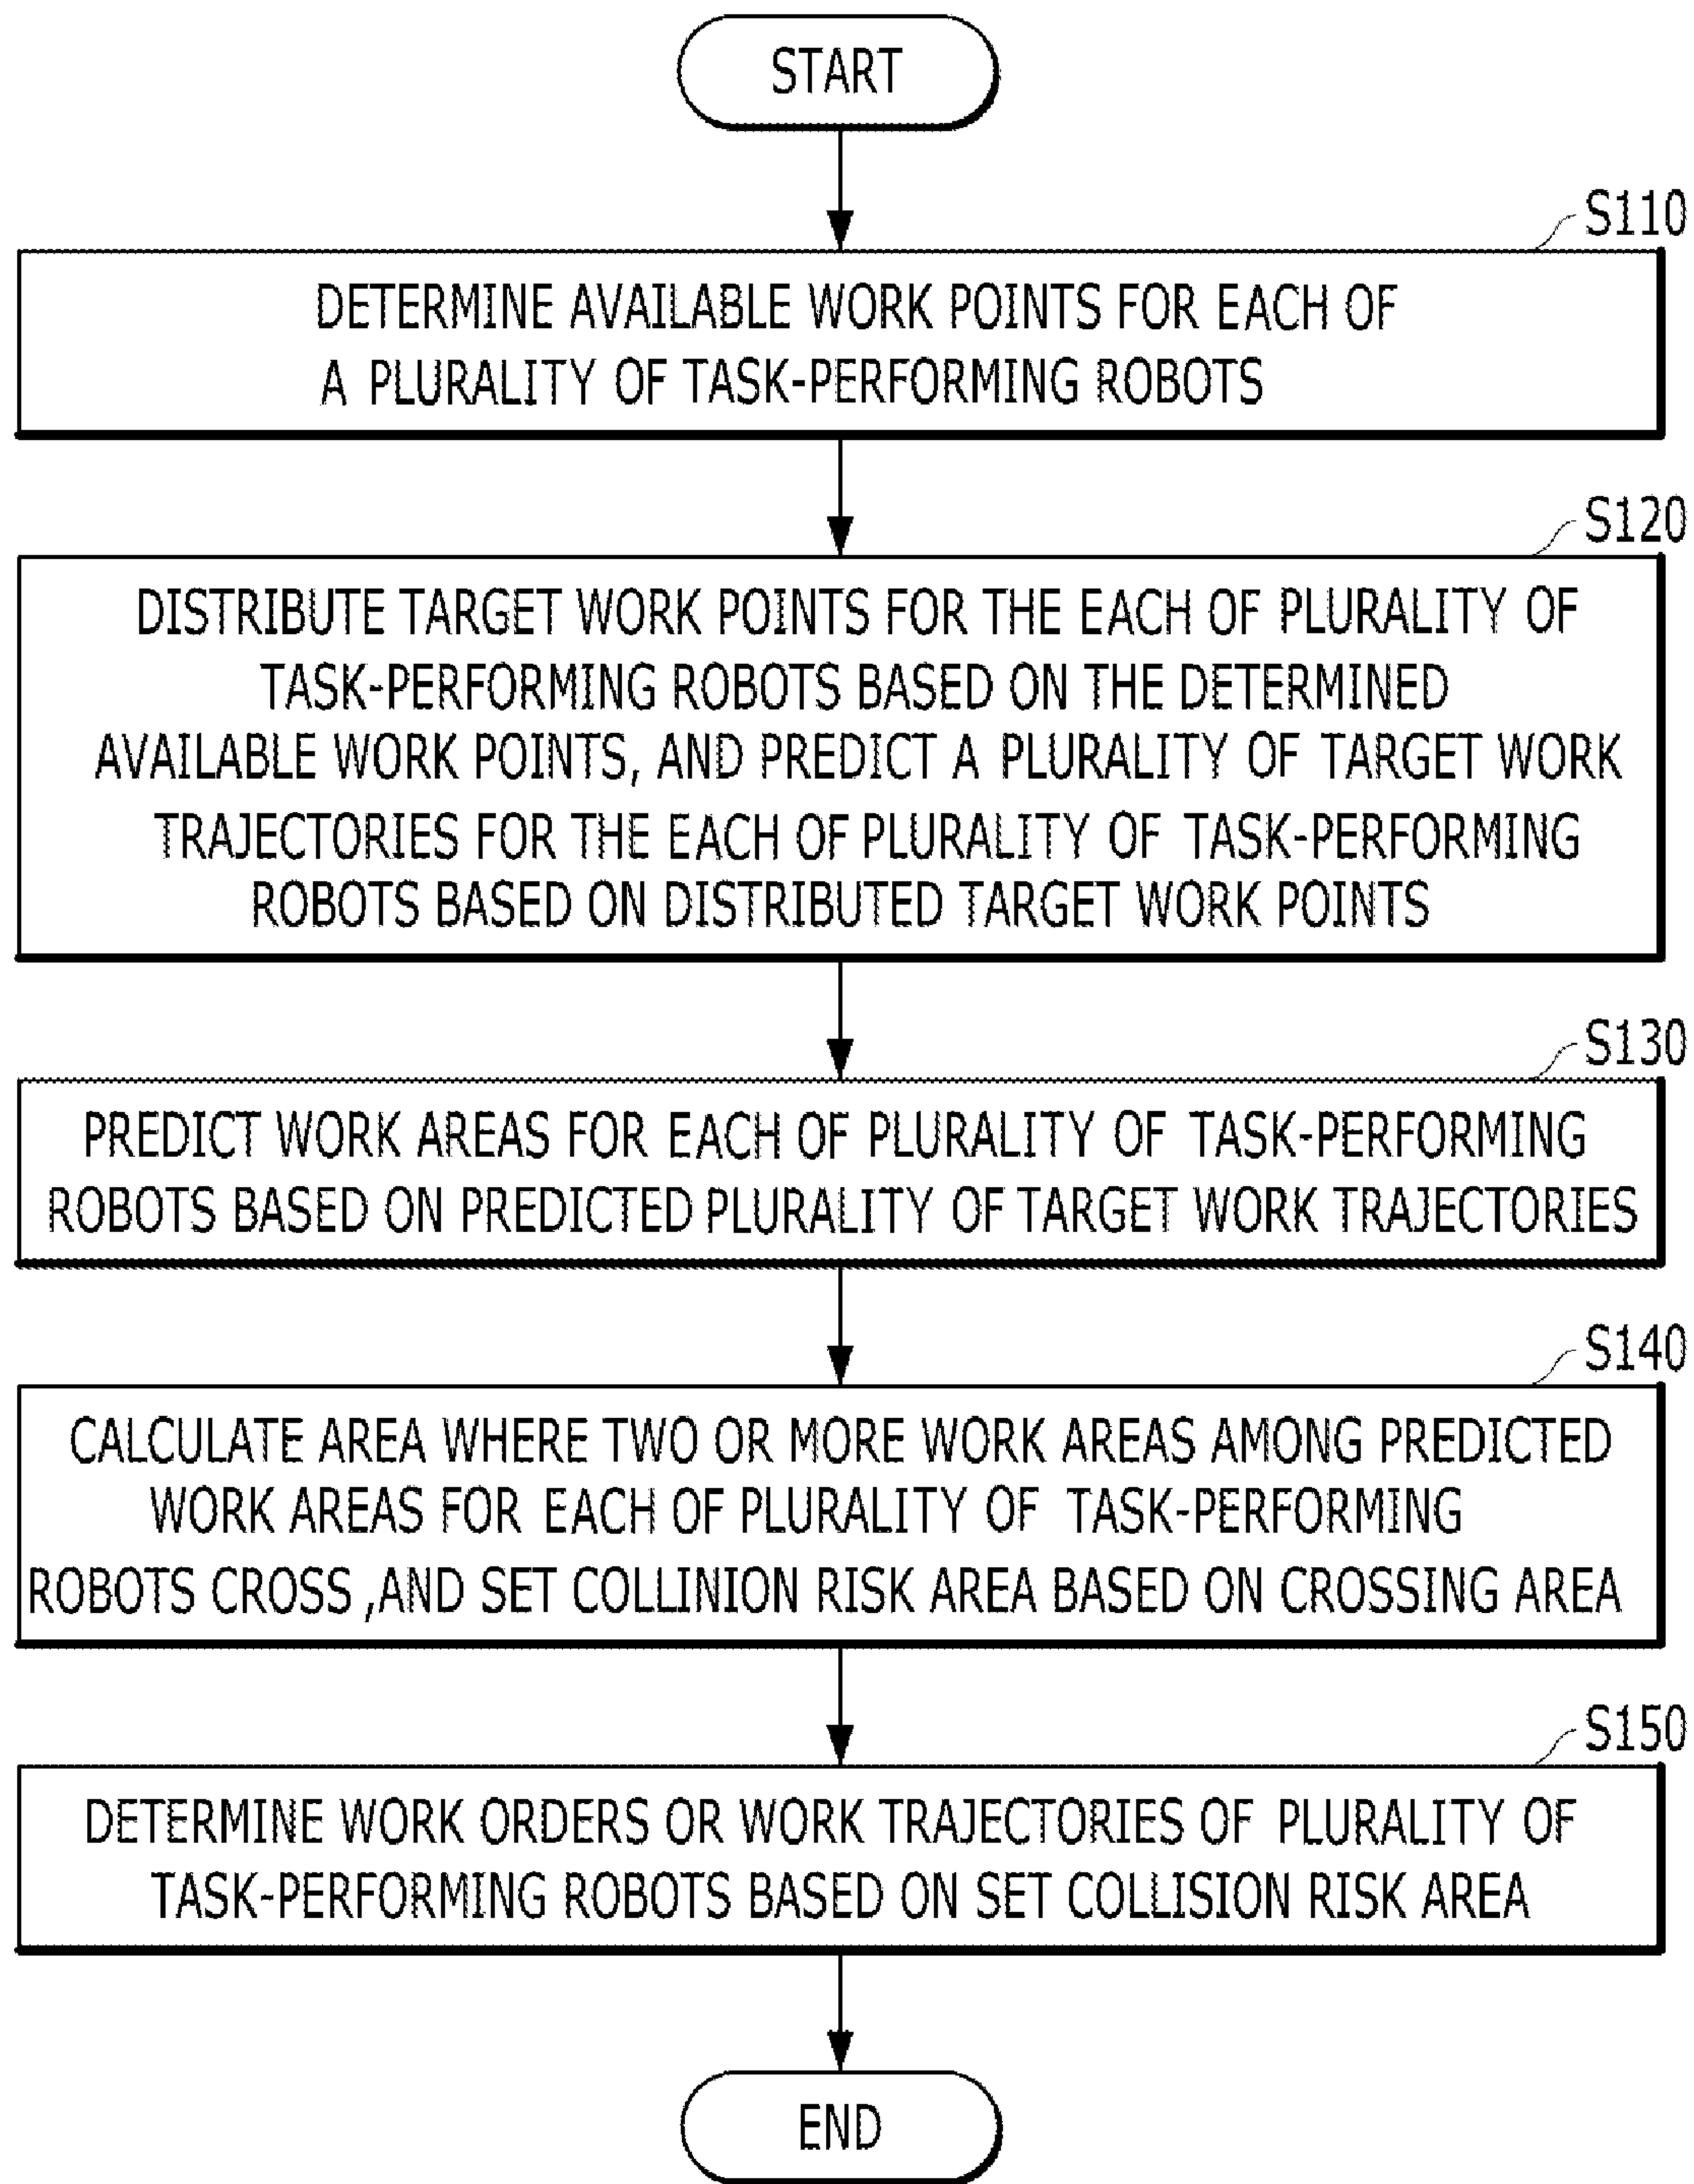 START
S110
DETERMINE AVAILABLE WORK POINTS FOR EACH OF
A PLURALITY OF TASK-PERFORMING ROBOTS
S120
DISTRIBUTE TARGET WORK POINTS FOR THE EACH OF PLURALITY OF
TASK-PERFORMING ROBOTS BASED ON THE DETERMINED
AVAILABLE WORK POINTS, AND PREDICT A PLURALITY OF TARGET WORK
TRAJECTORIES FOR THE EACH OF PLURALITY OF TASK-PERFORMING
ROBOTS BASED ON DISTRIBUTED TARGET WORK POINTS
S130
PREDICT WORK AREAS FOR EACH OF PLURALITY OF TASK-PERFORMING
ROBOTS BASED ON PREDICTED PLURALITY OF TARGET WORK TRAJECTORIES
S140
CALCULATE AREA WHERE TWO OR MORE WORK AREAS AMONG PREDICTED
WORK AREAS FOR EACH OF PLURALITY OF TASK-PERFORMING
ROBOTS CROSS ,AND SET COLLINION RISK AREA BASED ON CROSSING AREA
S150
DETERMINE WORK ORDERS OR WORK TRAJECTORIES OF PLURALITY OF
TASK-PERFORMING ROBOTS BASED ON SET COLLISION RISK AREA
END